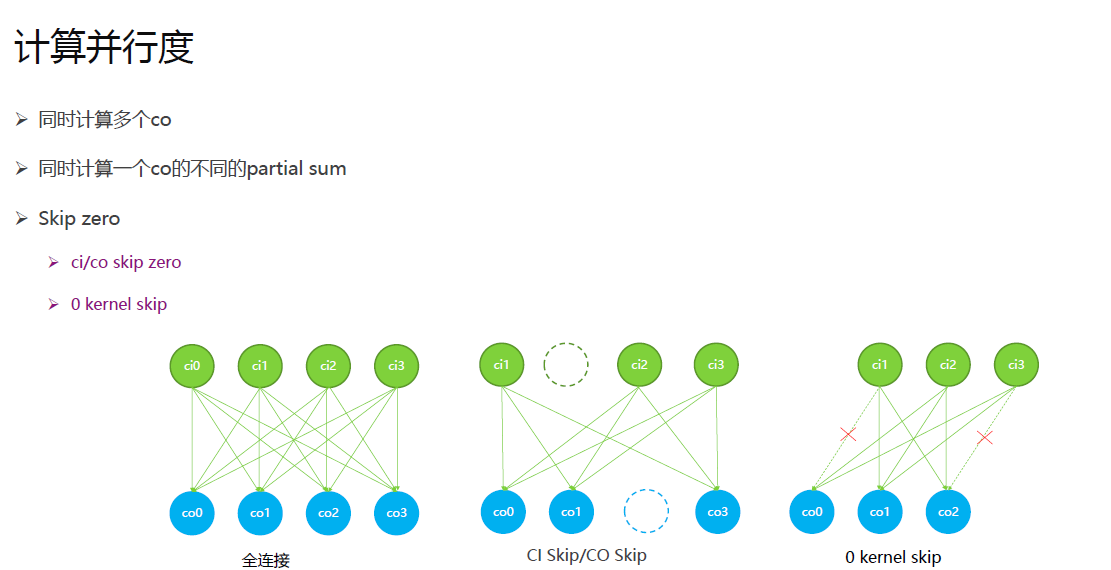 计算并行度
同时计算多个co
同时计算一个co的不同的partial sum
Skip zero
ci/co skip zero
0 kernel skip
ci0 ci1 ci2 ci3
co0 co1 co2 co3
全连接
ci1 ci2 ci3
co0 co1 co3
CI Skip/CO Skip
ci1 ci2 ci3
co0 co1 co2
0 kernel skip